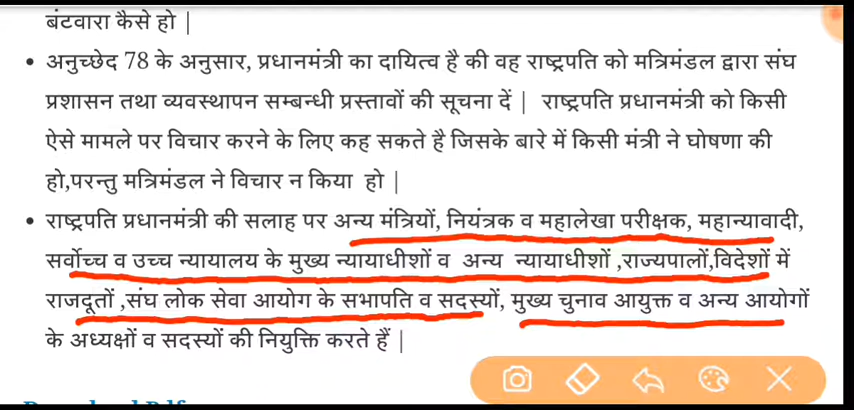 बंटवारा कैसे हो |
• अनुच्छेद 78 के अनुसार, प्रधानमंत्री का दायित्व है की वह राष्ट्रपति को मत्रिमंडल द्वारा संघ
प्रशासन तथा व्यवस्थापन सम्बन्धी प्रस्तावों की सूचना दें | राष्ट्रपति प्रधानमंत्री को किसी
ऐसे मामले पर विचार करने के लिए कह सकते है जिसके बारे में किसी मंत्री ने घोषणा की
हो,परन्तु मत्रिमंडल ने विचार न किया हो |
• राष्ट्रपति प्रधानमंत्री की सलाह पर अन्य मंत्रियों, नियंत्रक व महालेखा परीक्षक, महान्यावादी,
सर्वोच्च व उच्च न्यायालय के मुख्य न्यायाधीशों व अन्य न्यायाधीशों ,राज्यपालों,विदेशों में
राजदूतों ,संघ लोक सेवा आयोग के सभापति व सदस्यों, मुख्य चुनाव आयुक्त व अन्य आयोगों
के अध्यक्षों व सदस्यों की नियुक्ति करते हैं |